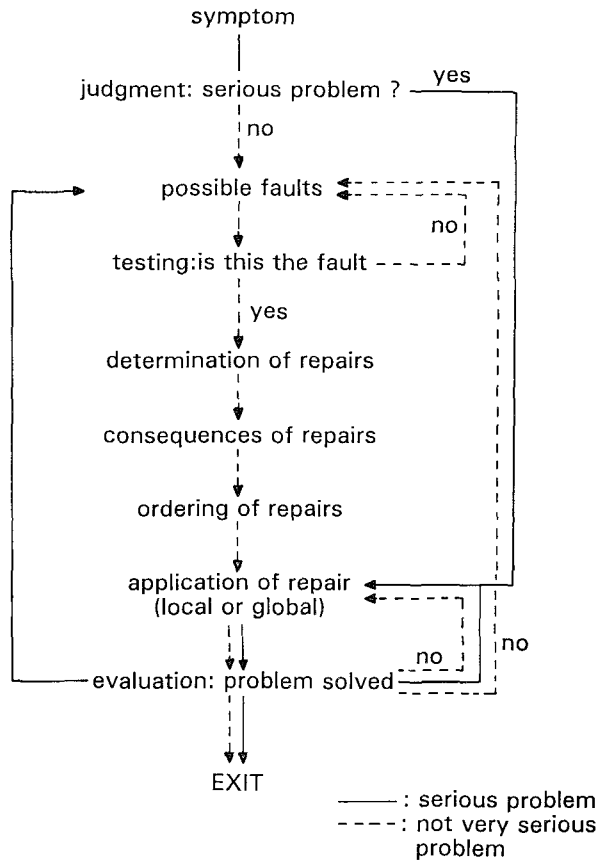 symptom
judgment: serious problem ?
yes
no
possible faults
no
testing:is this the fault
yes
determination of repairs
consequences of repairs
ordering of repairs
application of repair
(local or global)
no
no
evaluation: problem solved
EXIT
: serious problem
: not very serious
problem